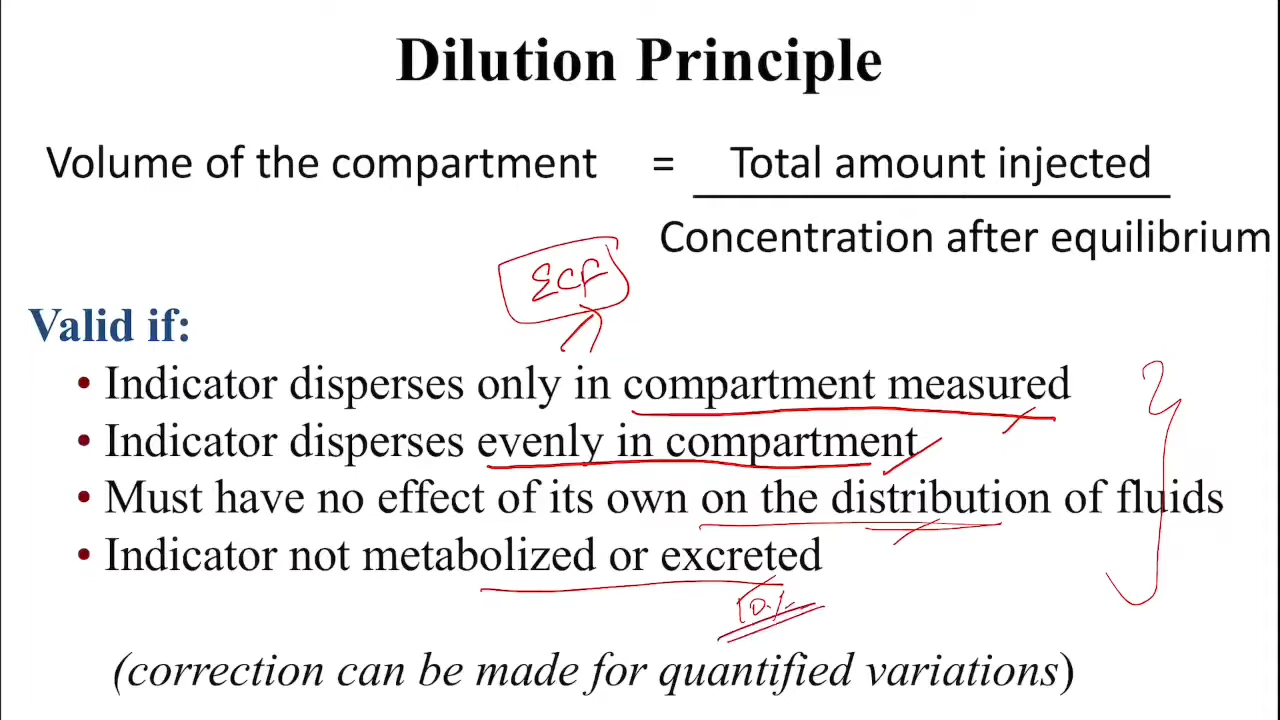 Dilution Principle
Volume of the compartment = Total amount injected
Concentration after equilibrium
ECF
Valid if:
• Indicator disperses only in compartment measured
• Indicator disperses evenly in compartment
• Must have no effect of its own on the distribution of fluids
• Indicator not metabolized or excreted
(correction can be made for quantified variations)